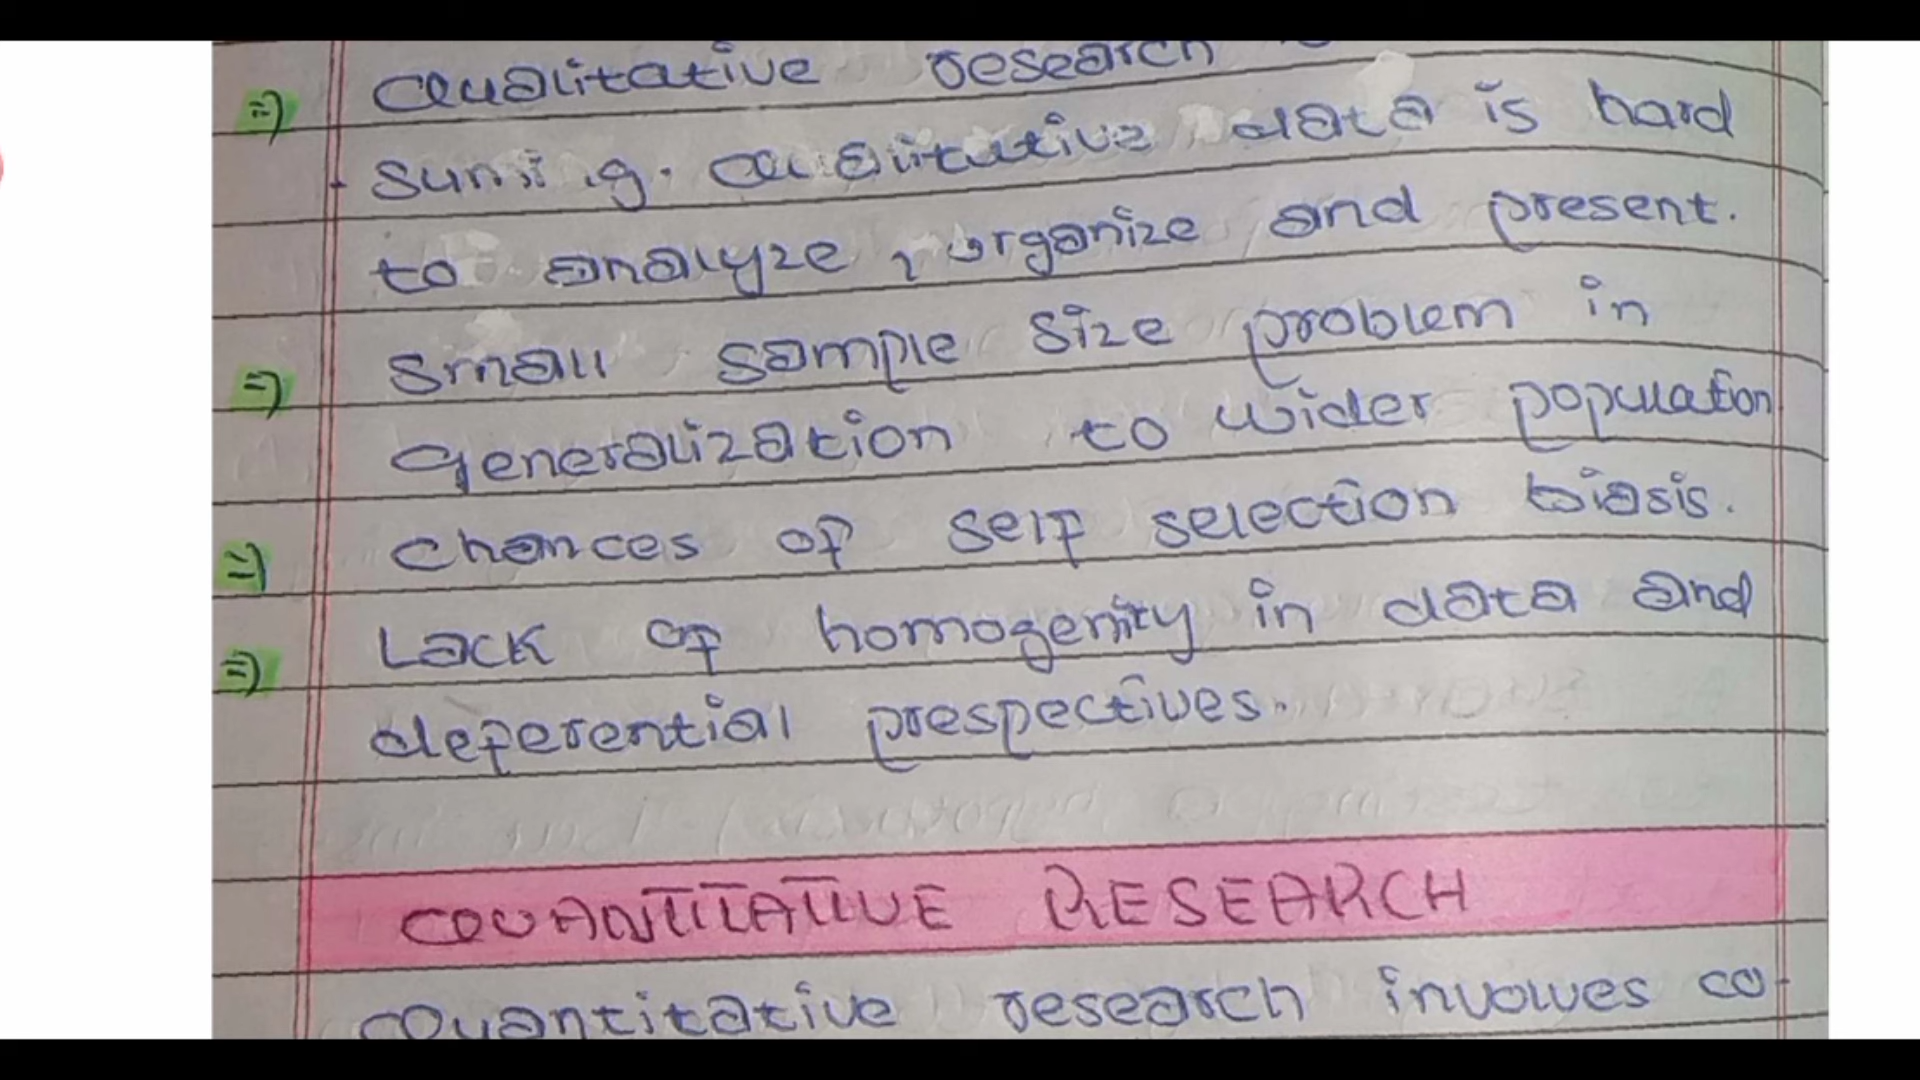 =) Qualitative research
suming. Qualitative data is hard
to analyze, organize and present.
=) Small sample size problem in
generalization to wider population
=) Chances of self selection biasis.
=) Lack of homogenity in data and
deferential prespectives.
QUANTITATIVE RESEARCH
Quantitative research involves co-